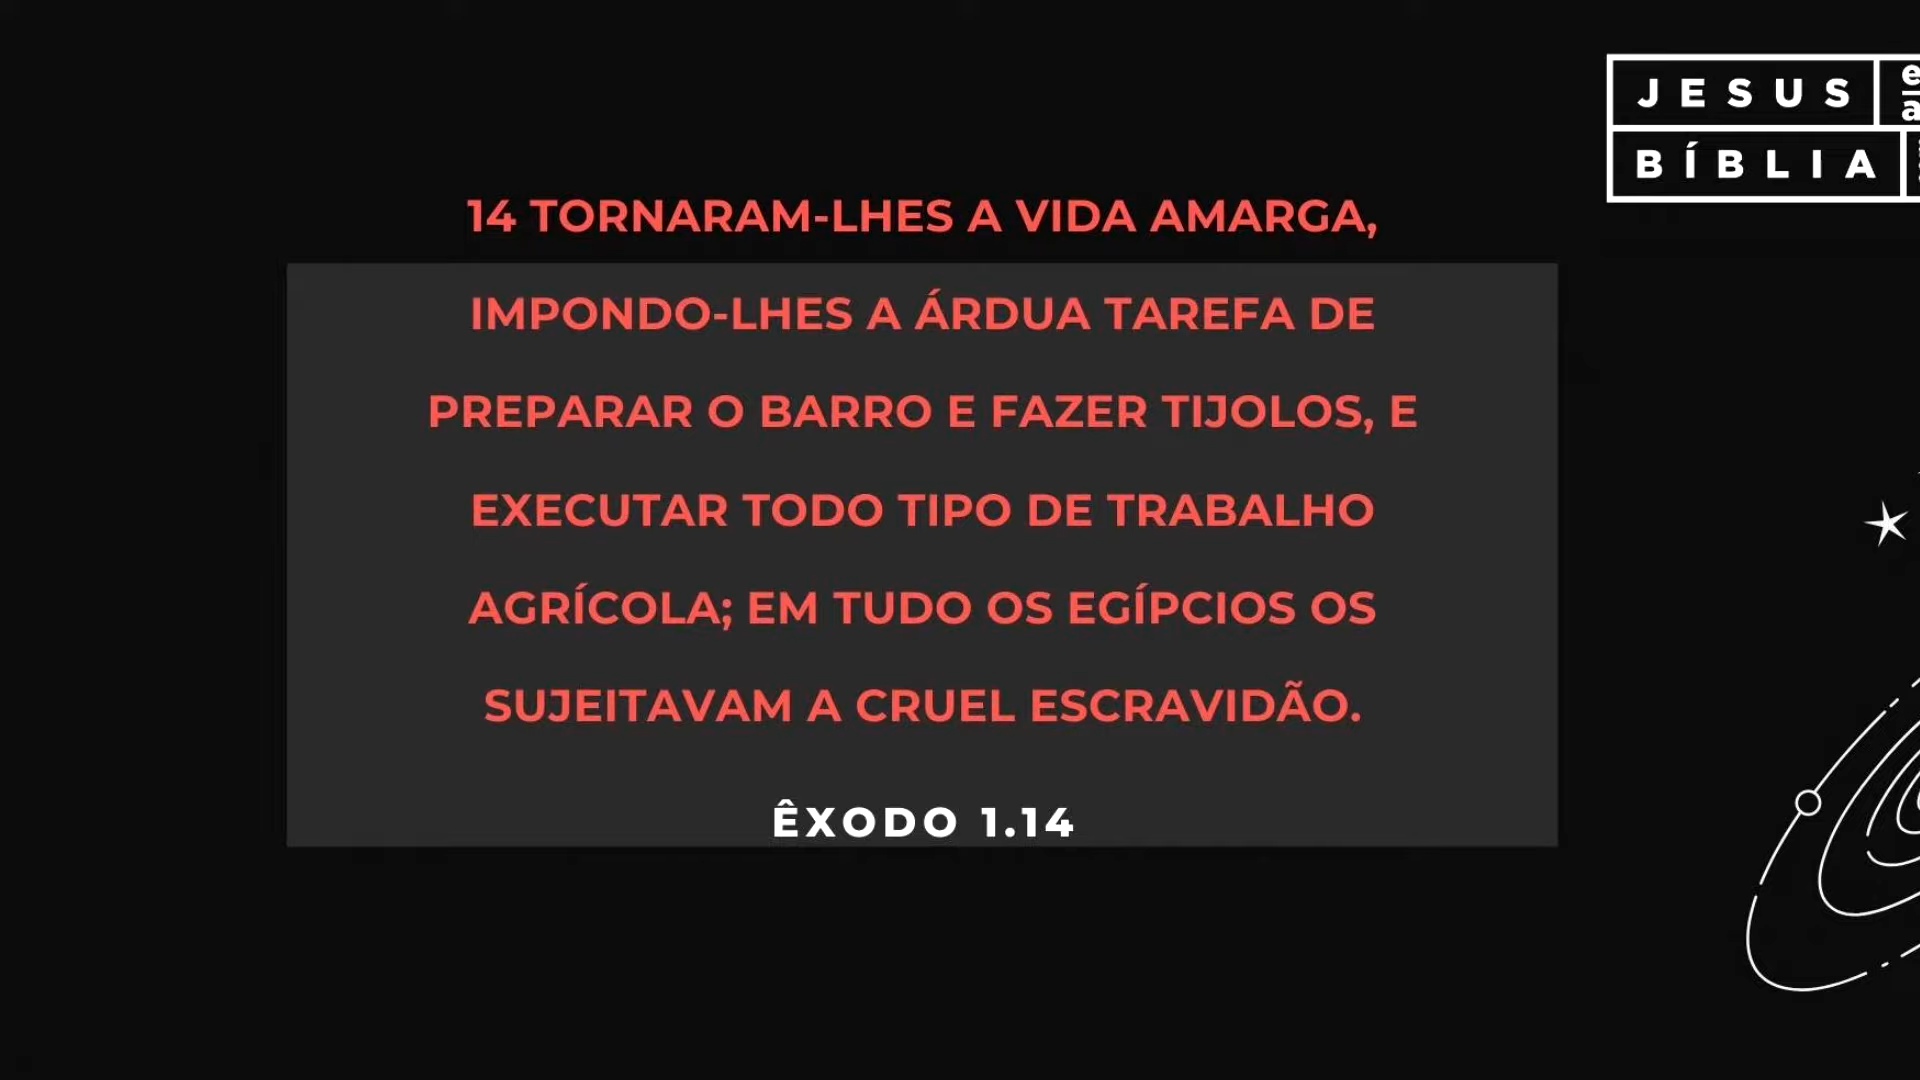 JESUS e a
BÍBLIA
14 TORNARAM-LHES A VIDA AMARGA,
IMPONDO-LHES A ÁRDUA TAREFA DE
PREPARAR O BARRO E FAZER TIJOLOS, E
EXECUTAR TODO TIPO DE TRABALHO
AGRÍCOLA; EM TUDO OS EGÍPCIOS OS
SUJEITAVAM A CRUEL ESCRAVIDÃO.
ÊXODO 1.14